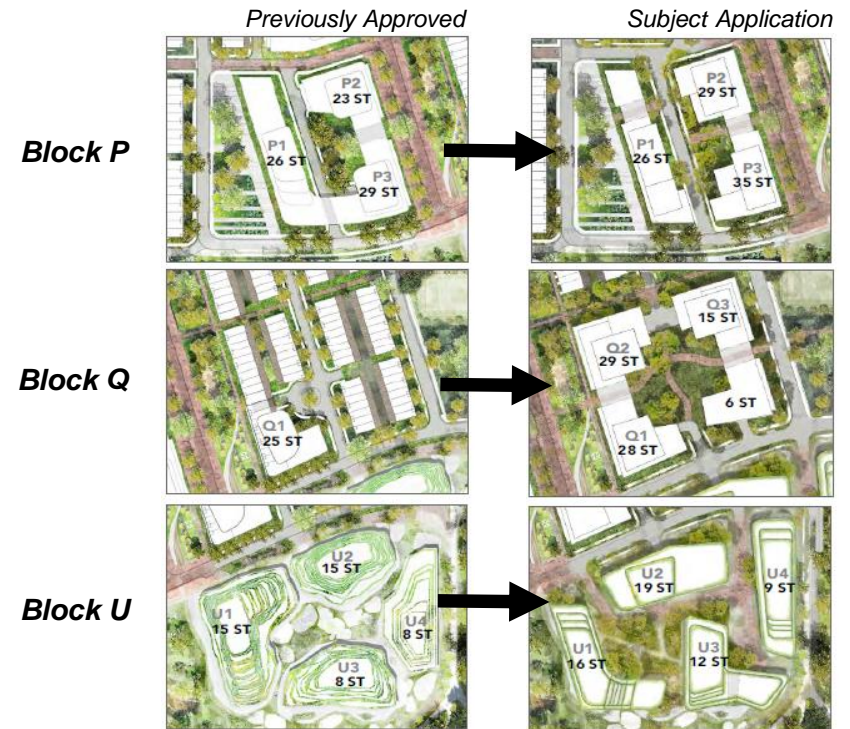 Previously Approved
Subject Application
Block P
P2
23 ST
P1
26 ST
P3
29 ST
P2
29 ST
P1
26 ST
P3
35 ST
Block Q
Q1
25 ST
Q3
15 ST
Q2
29 ST
6 ST
Q1
28 ST
Block U
U2
15 ST
U1
15 ST
U4
8 ST
U3
8 ST
U2
19 ST
U4
9 ST
U1
16 ST
U3
12 ST